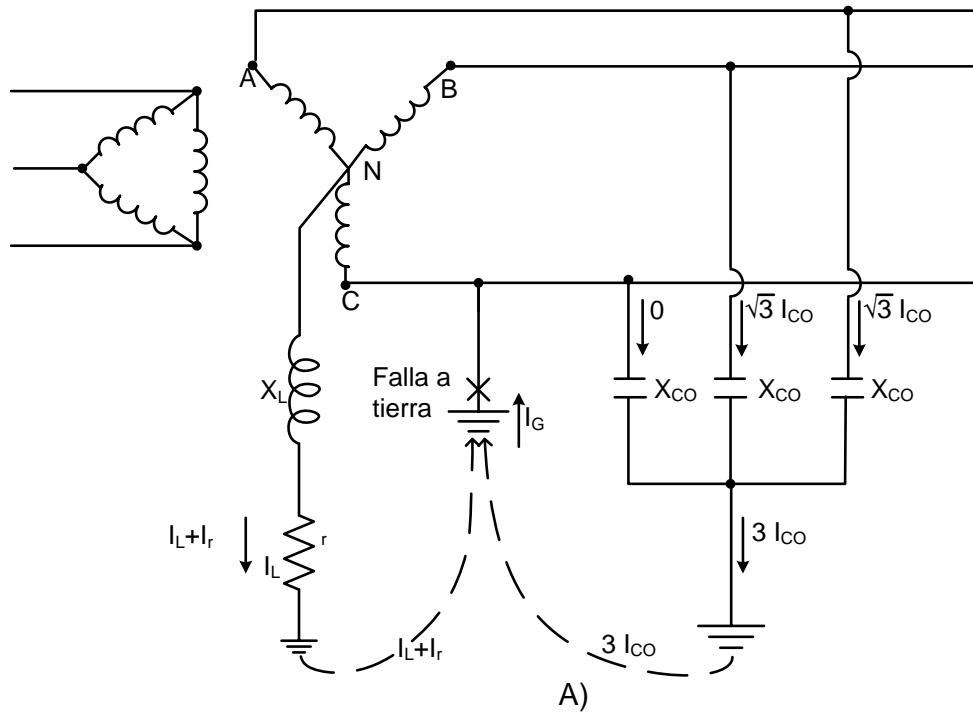 A
B
N
C
0
√3 I_CO
√3 I_CO
X_L
Falla a
tierra
I_G
X_CO
X_CO
X_CO
I_L+I_r
I_L
r
3 I_CO
I_L+I_r
3 I_CO
A)